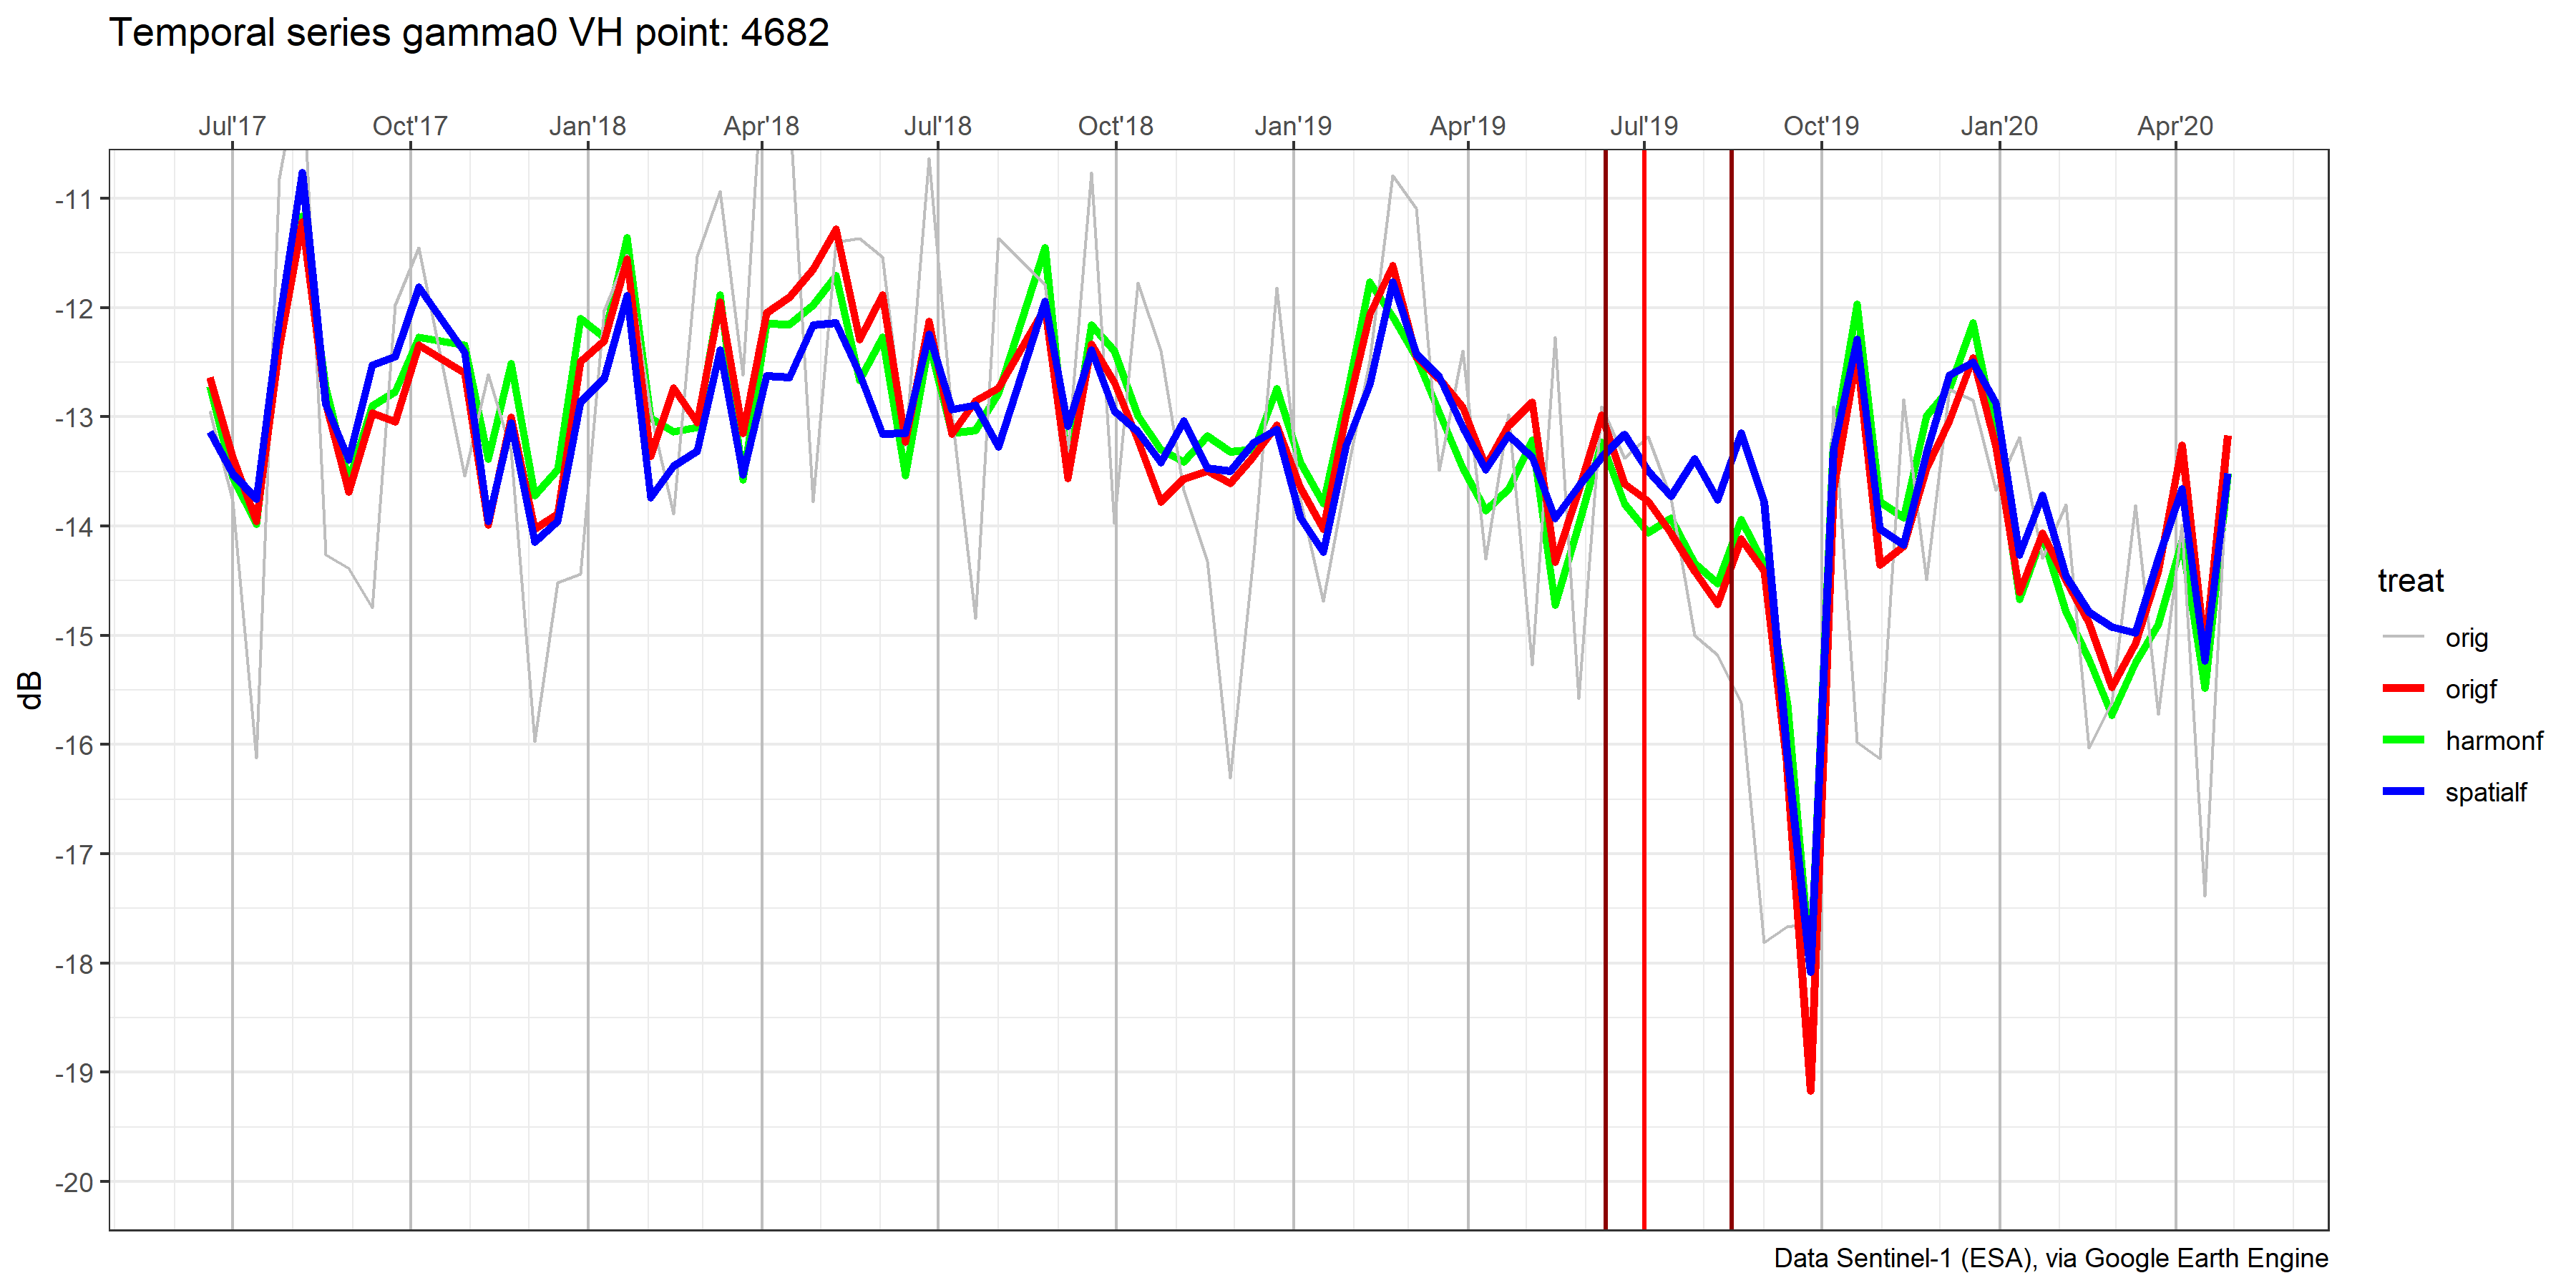 Temporal series gamma0 VH point: 4682
Jul'17 Oct'17 Jan'18 Apr'18 Jul'18 Oct'18 Jan'19 Apr'19 Jul'19 Oct'19 Jan'20 Apr'20
-11
-12
-13
-14
-15
-16
-17
-18
-19
-20
dB
treat
orig
origf
harmonf
spatialf
Data Sentinel-1 (ESA), via Google Earth Engine